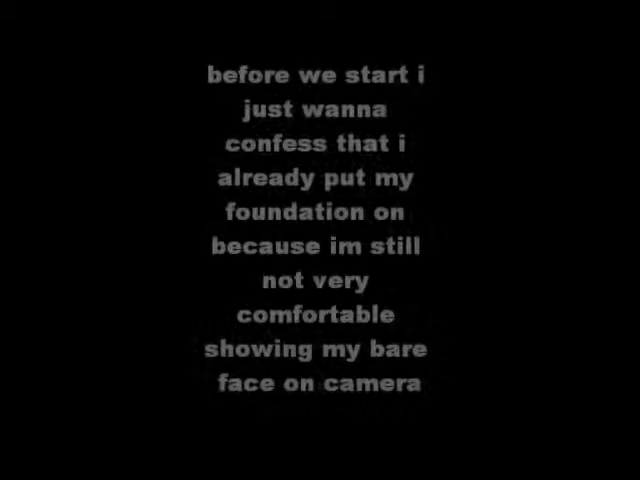 before we start i
just wanna
confess that i
already put my
foundation on
because im still
not very
comfortable
showing my bare
face on camera